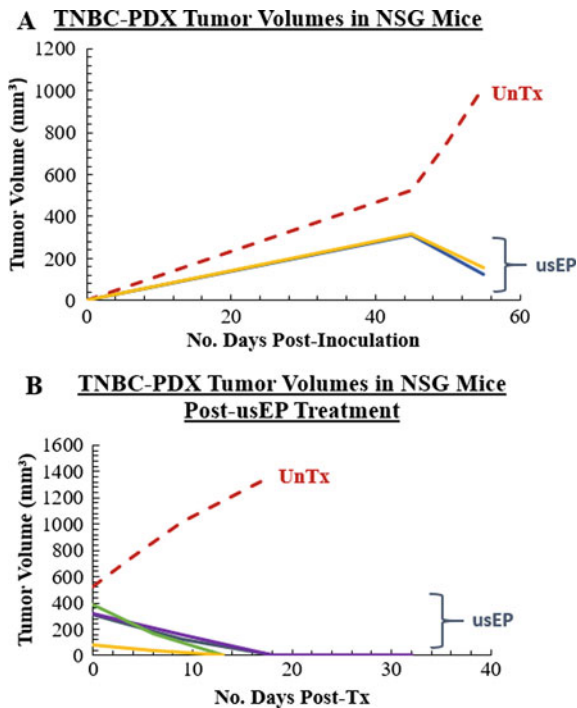 A TNBC-PDX Tumor Volumes in NSG Mice
1200
1000
800
600
400
200
0
Tumor Volume (mm³)
UnTx
usEP
0 20 40 60
No. Days Post-Inoculation
B TNBC-PDX Tumor Volumes in NSG Mice
Post-usEP Treatment
1600
1400
1200
1000
800
600
400
200
0
Tumor Volume (mm³)
UnTx
usEP
0 10 20 30 40
No. Days Post-Tx